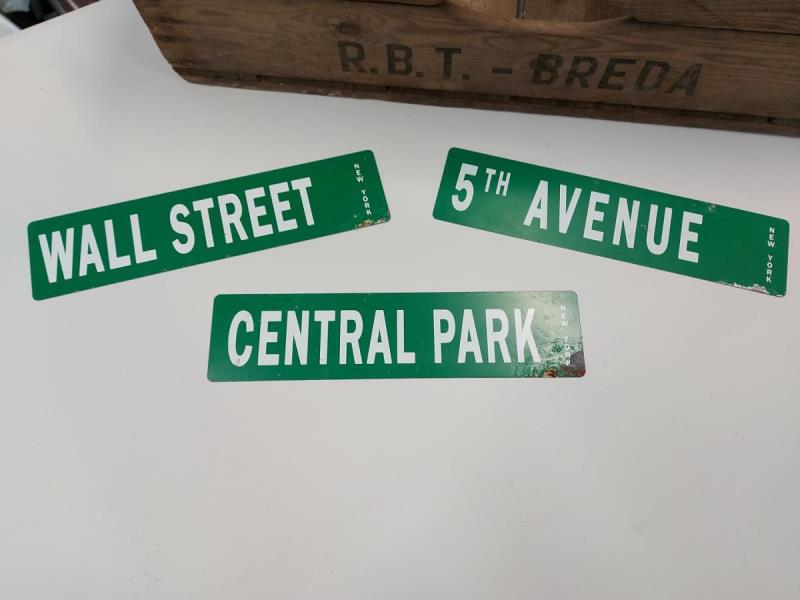 R.B.T. - BREDA
WALL STREET
NEW YORK
5TH AVENUE
NEW YORK
CENTRAL PARK
NEW YORK